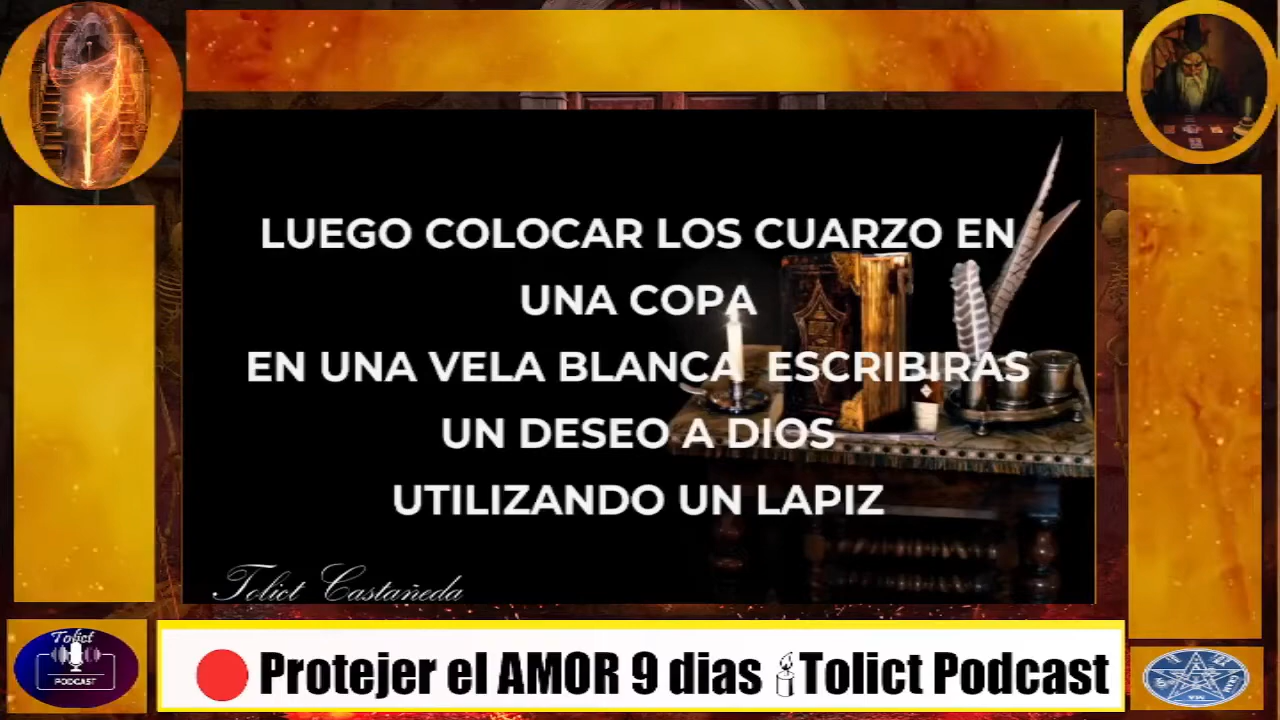 LUEGO COLOCAR LOS CUARZO EN
UNA COPA
EN UNA VELA BLANCA ESCRIBIRAS
UN DESEO A DIOS
UTILIZANDO UN LAPIZ
Tolict Castañeda
Tolict
PODCAST
Protejer el AMOR 9 dias Tolict Podcast